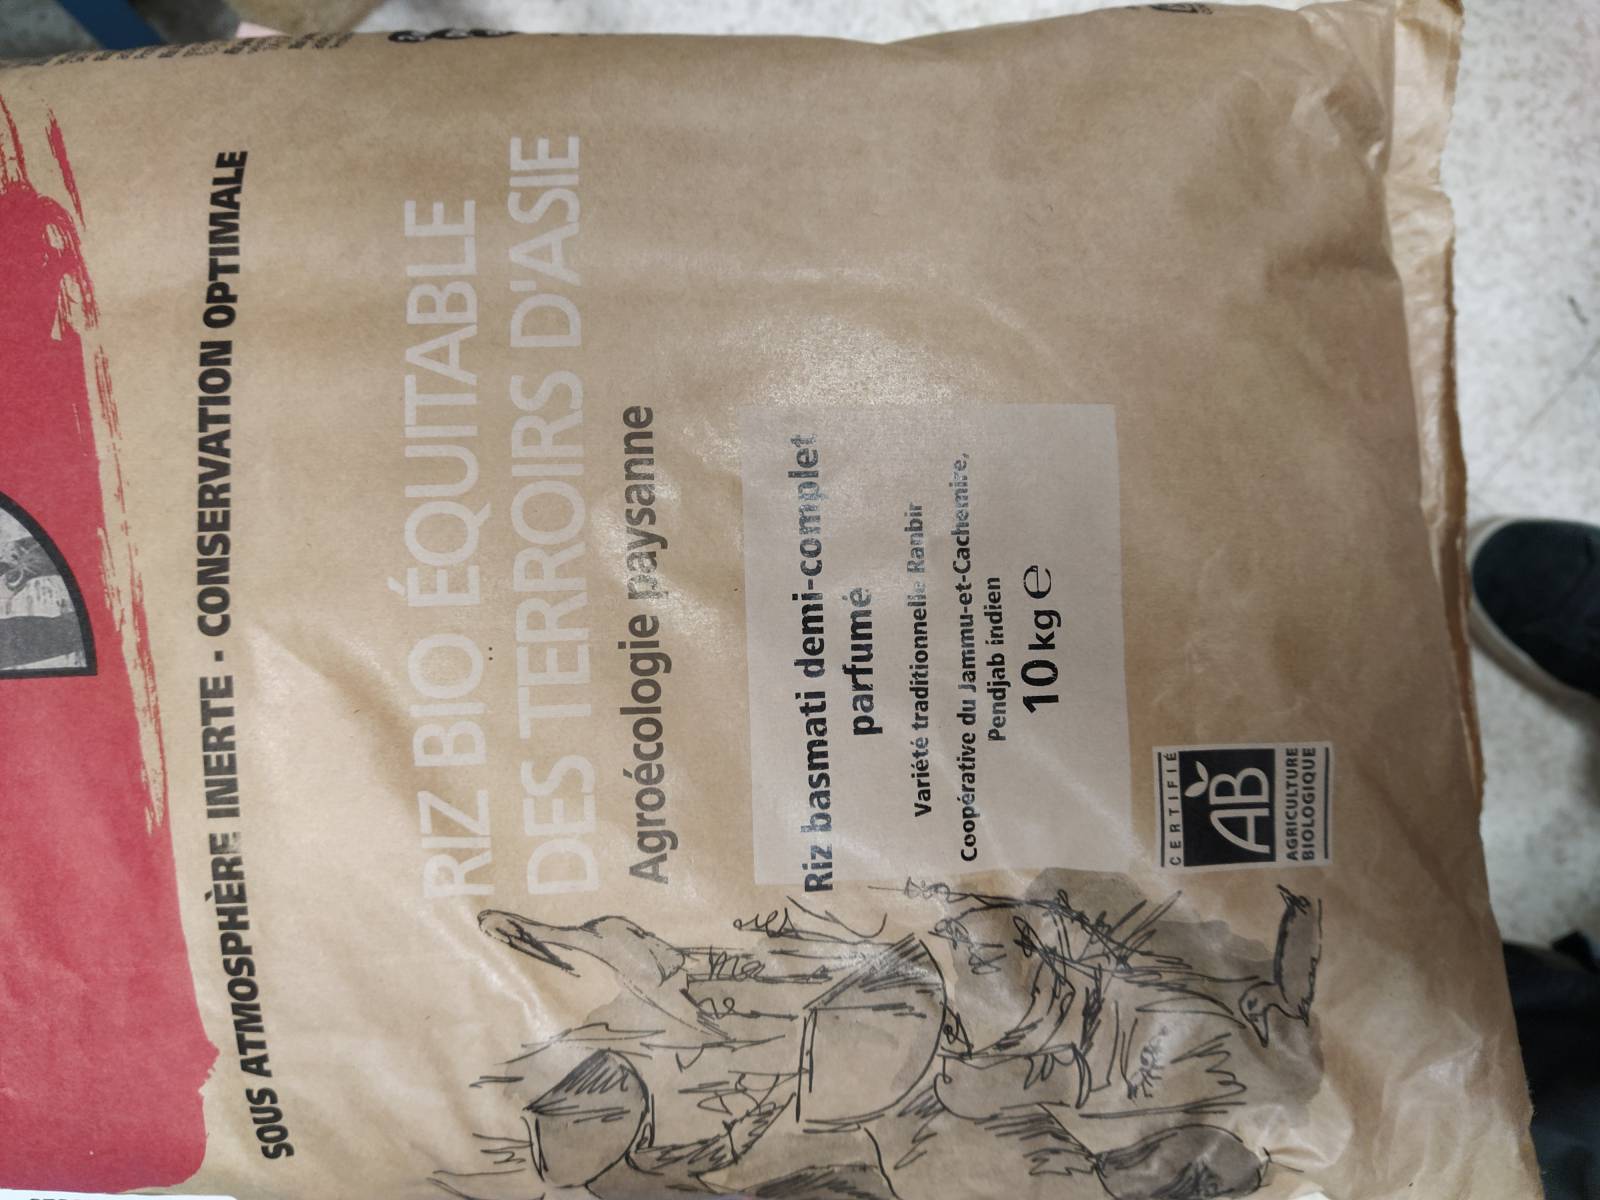 SOUS ATMOSPHÈRE INERTE - CONSERVATION OPTIMALE
RIZ BIO ÉQUITABLE
DES TERROIRS D'ASIE
Agroécologie paysanne
Riz basmati demi-complet
parfumé
Variété traditionnelle Ranbir
Coopérative du Jammu-et-Cachemire,
Pendjab indien
10 kg e
CERTIFIÉ
AB
AGRICULTURE
BIOLOGIQUE